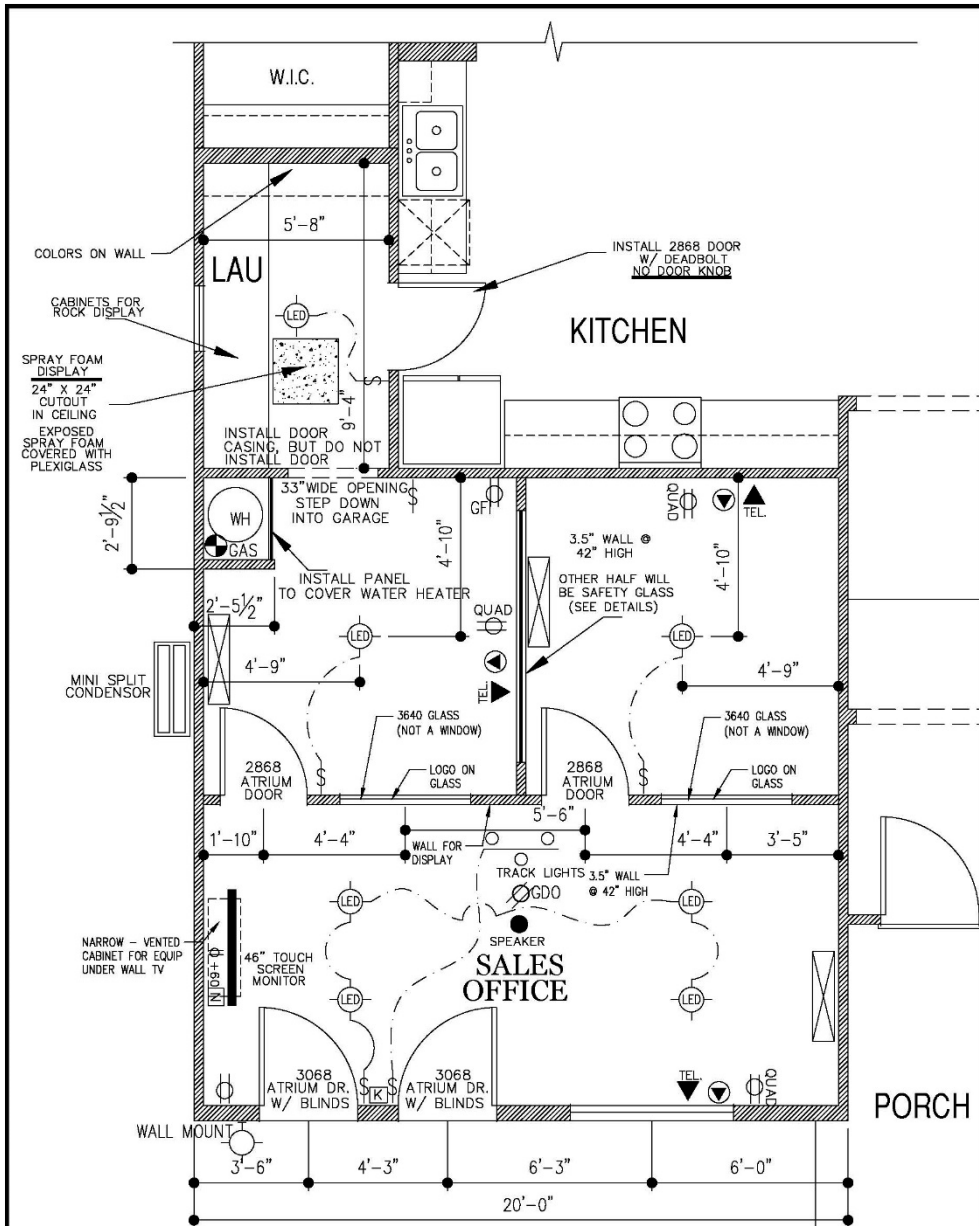 W.I.C.
5'-8"
COLORS ON WALL
LAU
INSTALL 2868 DOOR
W/ DEADBOLT
NO DOOR KNOB
CABINETS FOR
ROCK DISPLAY
LED
KITCHEN
SPRAY FOAM
DISPLAY
24" X 24"
CUTOUT
IN CEILING
EXPOSED
SPRAY FOAM
COVERED WITH
PLEXIGLASS
S
9'-4"
INSTALL DOOR
CASING, BUT DO NOT
INSTALL DOOR
33"WIDE OPENING
STEP DOWN
INTO GARAGE
S
GFI
QUAD
TEL.
2'-9½"
WH
GAS
4'-10"
3.5" WALL @
42" HIGH
4'-10"
INSTALL PANEL
TO COVER WATER HEATER
OTHER HALF WILL
BE SAFETY GLASS
(SEE DETAILS)
2'-5½"
QUAD
LED
LED
4'-9"
4'-9"
MINI SPLIT
CONDENSOR
TEL.
3640 GLASS
(NOT A WINDOW)
3640 GLASS
(NOT A WINDOW)
2868
ATRIUM
DOOR
S
LOGO ON
GLASS
2868
ATRIUM
DOOR
S
LOGO ON
GLASS
5'-6"
1'-10"
4'-4"
WALL FOR
DISPLAY
4'-4"
3'-5"
TRACK LIGHTS
3.5" WALL
@ 42" HIGH
LED
GDO
LED
SPEAKER
NARROW - VENTED
CABINET FOR EQUIP
UNDER WALL TV
46" TOUCH
SCREEN
MONITOR
+60
N
SALES
OFFICE
LED
LED
3068
ATRIUM DR.
W/ BLINDS
S
K
S
3068
ATRIUM DR.
W/ BLINDS
TEL.
QUAD
PORCH
WALL MOUNT
3'-6"
4'-3"
6'-3"
6'-0"
20'-0"